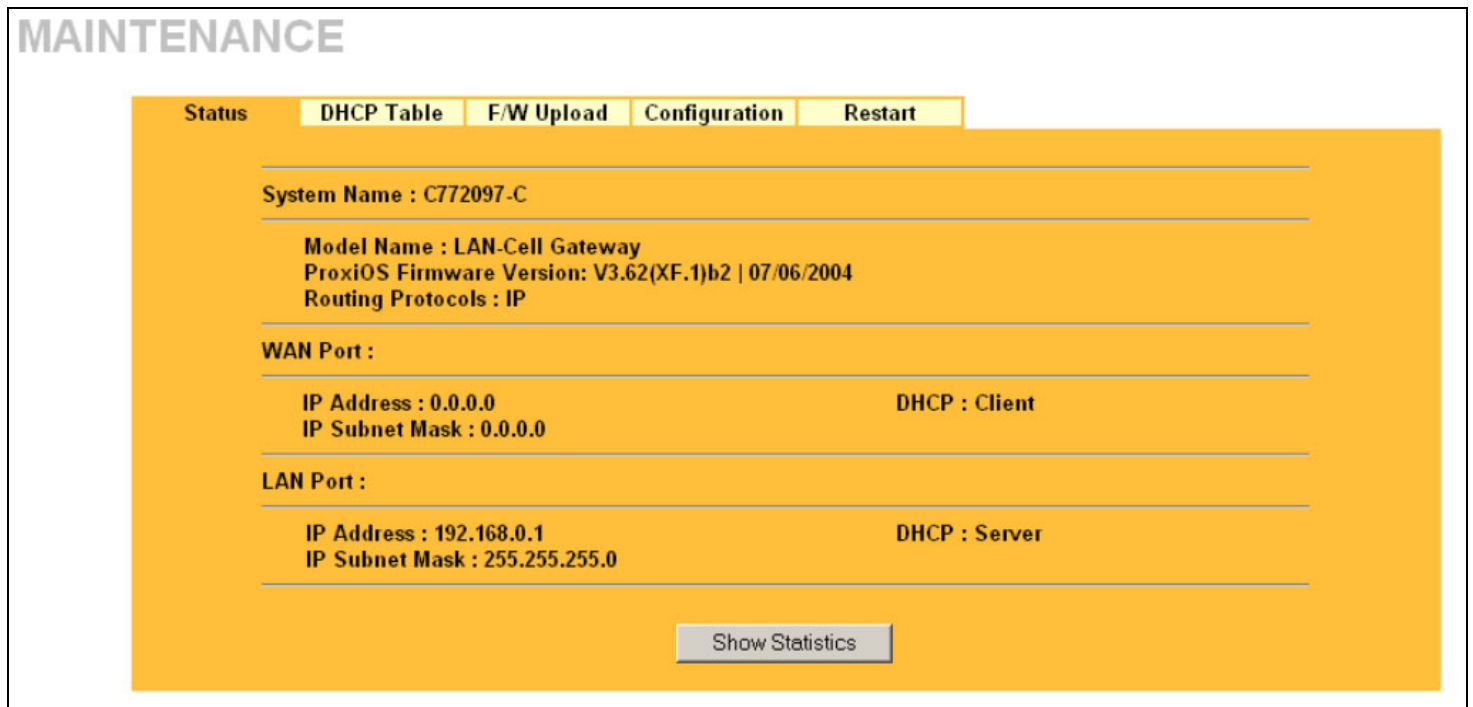 MAINTENANCE
Status DHCP Table F/W Upload Configuration Restart
System Name : C772097-C
Model Name : LAN-Cell Gateway
ProxiOS Firmware Version: V3.62(XF.1)b2 | 07/06/2004
Routing Protocols : IP
WAN Port :
IP Address : 0.0.0.0 DHCP : Client
IP Subnet Mask : 0.0.0.0
LAN Port :
IP Address : 192.168.0.1 DHCP : Server
IP Subnet Mask : 255.255.255.0
Show Statistics